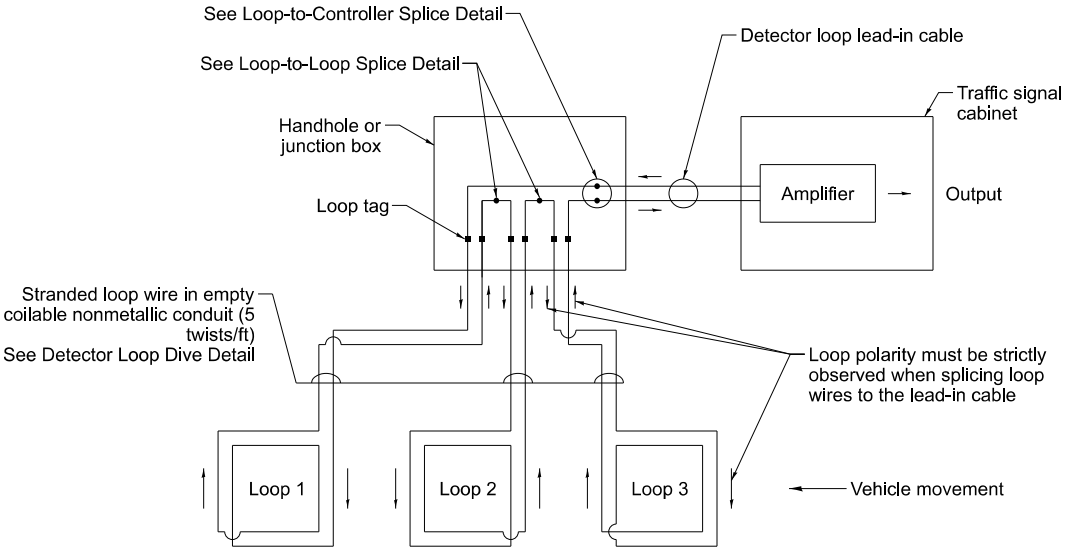 See Loop-to-Controller Splice Detail
Detector loop lead-in cable
See Loop-to-Loop Splice Detail
Traffic signal
cabinet
Handhole or
junction box
Amplifier
Output
Loop tag
Stranded loop wire in empty
coilable nonmetallic conduit (5
twists/ft)
See Detector Loop Dive Detail
Loop polarity must be strictly
observed when splicing loop
wires to the lead-in cable
Loop 1
Loop 2
Loop 3
Vehicle movement